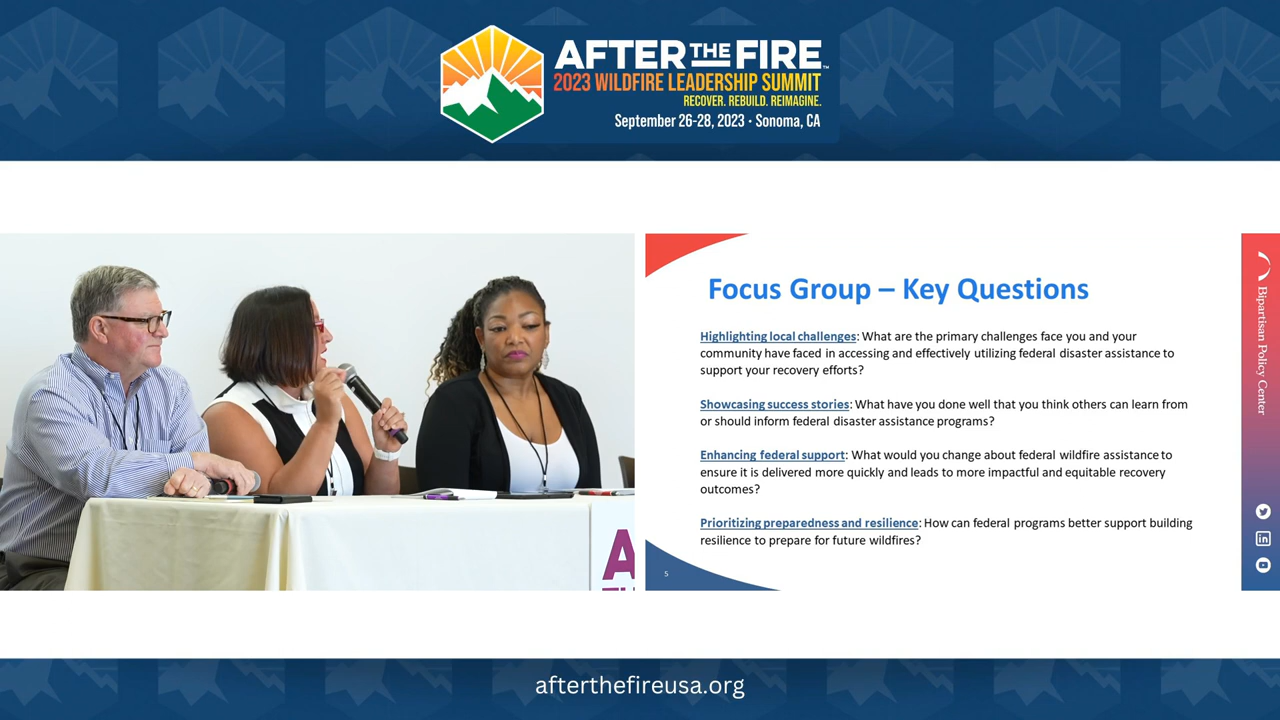 AFTER THE FIRE™
2023 WILDFIRE LEADERSHIP SUMMIT
RECOVER. REBUILD. REIMAGINE.
September 26-28, 2023 • Sonoma, CA
Focus Group – Key Questions
Highlighting local challenges: What are the primary challenges face you and your
community have faced in accessing and effectively utilizing federal disaster assistance to
support your recovery efforts?
Showcasing success stories: What have you done well that you think others can learn from
or should inform federal disaster assistance programs?
Enhancing federal support: What would you change about federal wildfire assistance to
ensure it is delivered more quickly and leads to more impactful and equitable recovery
outcomes?
Prioritizing preparedness and resilience: How can federal programs better support building
resilience to prepare for future wildfires?
5
Bipartisan Policy Center
afterthefireusa.org